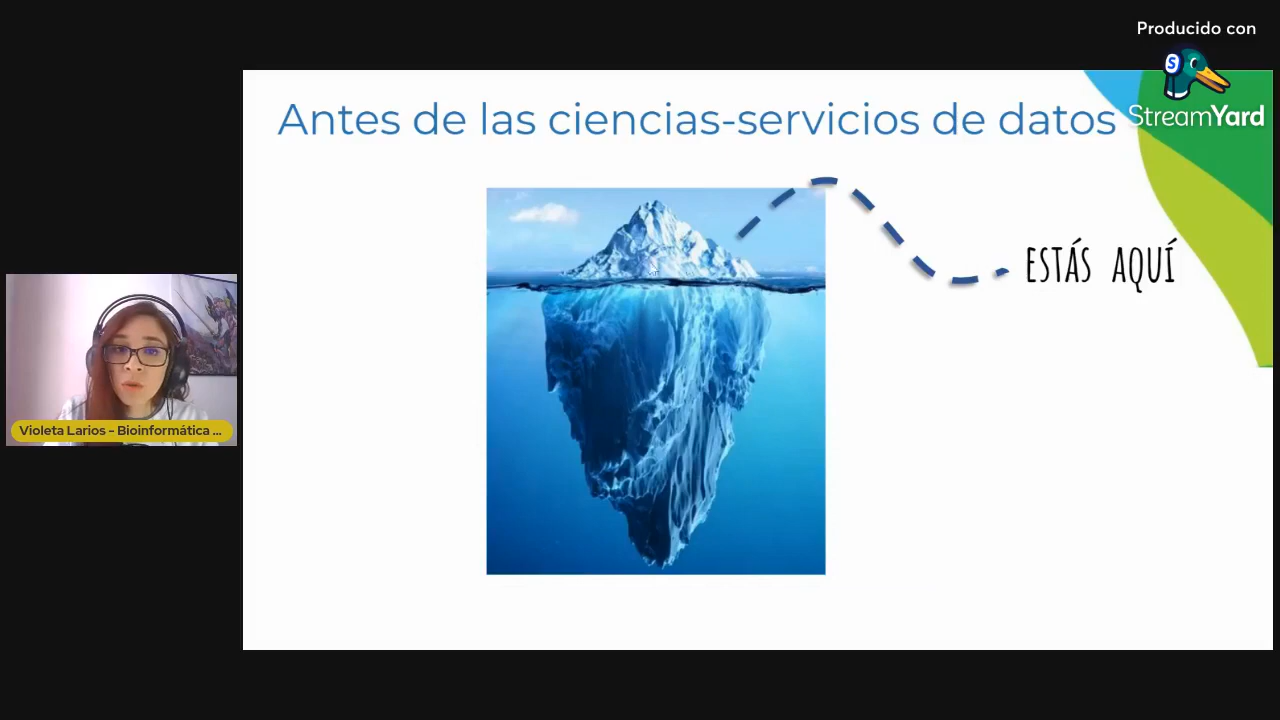 Producido con
StreamYard
Antes de las ciencias-servicios de datos
ESTÁS AQUÍ
Violeta Larios - Bioinformática ...